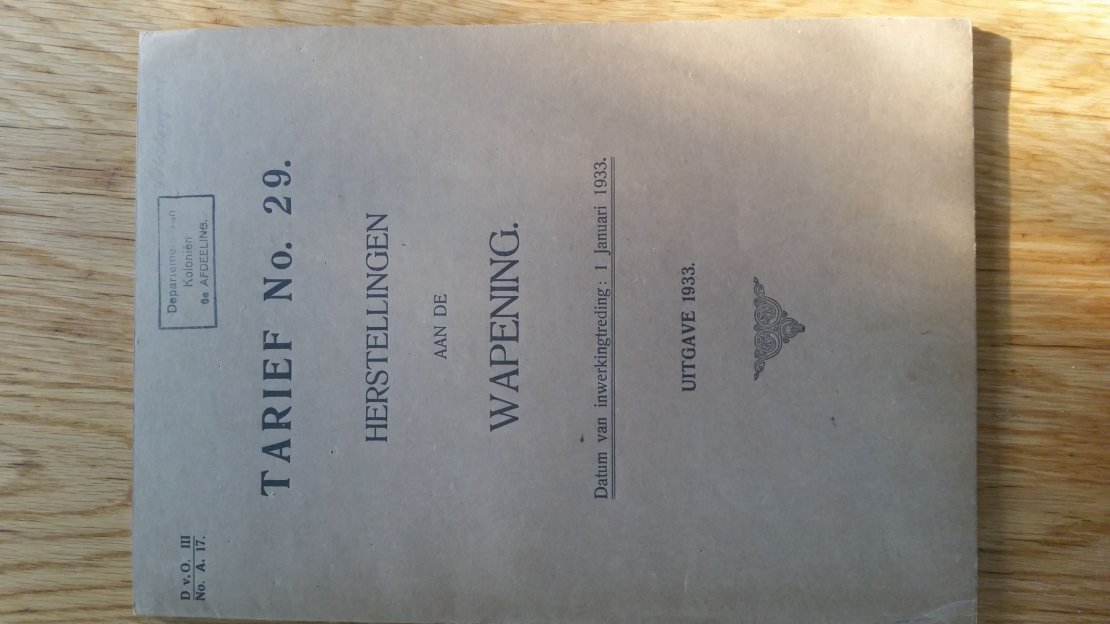 D v. O. III
No. A. 17.
Departement van
Koloniën
6e AFDEELING.
TARIEF No. 29.
HERSTELLINGEN
AAN DE
WAPENING.
Datum van inwerkingtreding: 1 Januari 1933.
UITGAVE 1933.